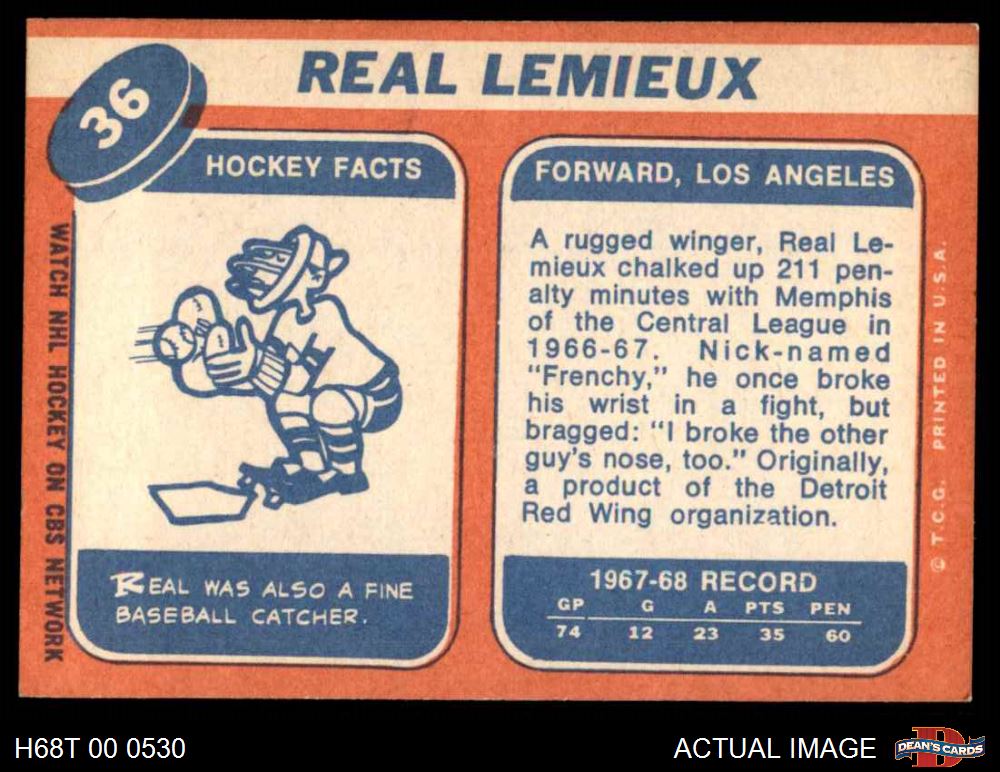 36
REAL LEMIEUX
HOCKEY FACTS
REAL WAS ALSO A FINE
BASEBALL CATCHER.
WATCH NHL HOCKEY ON CBS NETWORK
FORWARD, LOS ANGELES
A rugged winger, Real Le-
mieux chalked up 211 pen-
alty minutes with Memphis
of the Central League in
1966-67. Nick-named
"Frenchy," he once broke
his wrist in a fight, but
bragged: "I broke the other
guy's nose, too." Originally,
a product of the Detroit
Red Wing organization.
1967-68 RECORD
GP G A PTS PEN
74 12 23 35 60
© T.C.G. PRINTED IN U.S.A.
H68T 00 0530
ACTUAL IMAGE
D
DEAN'S CARDS